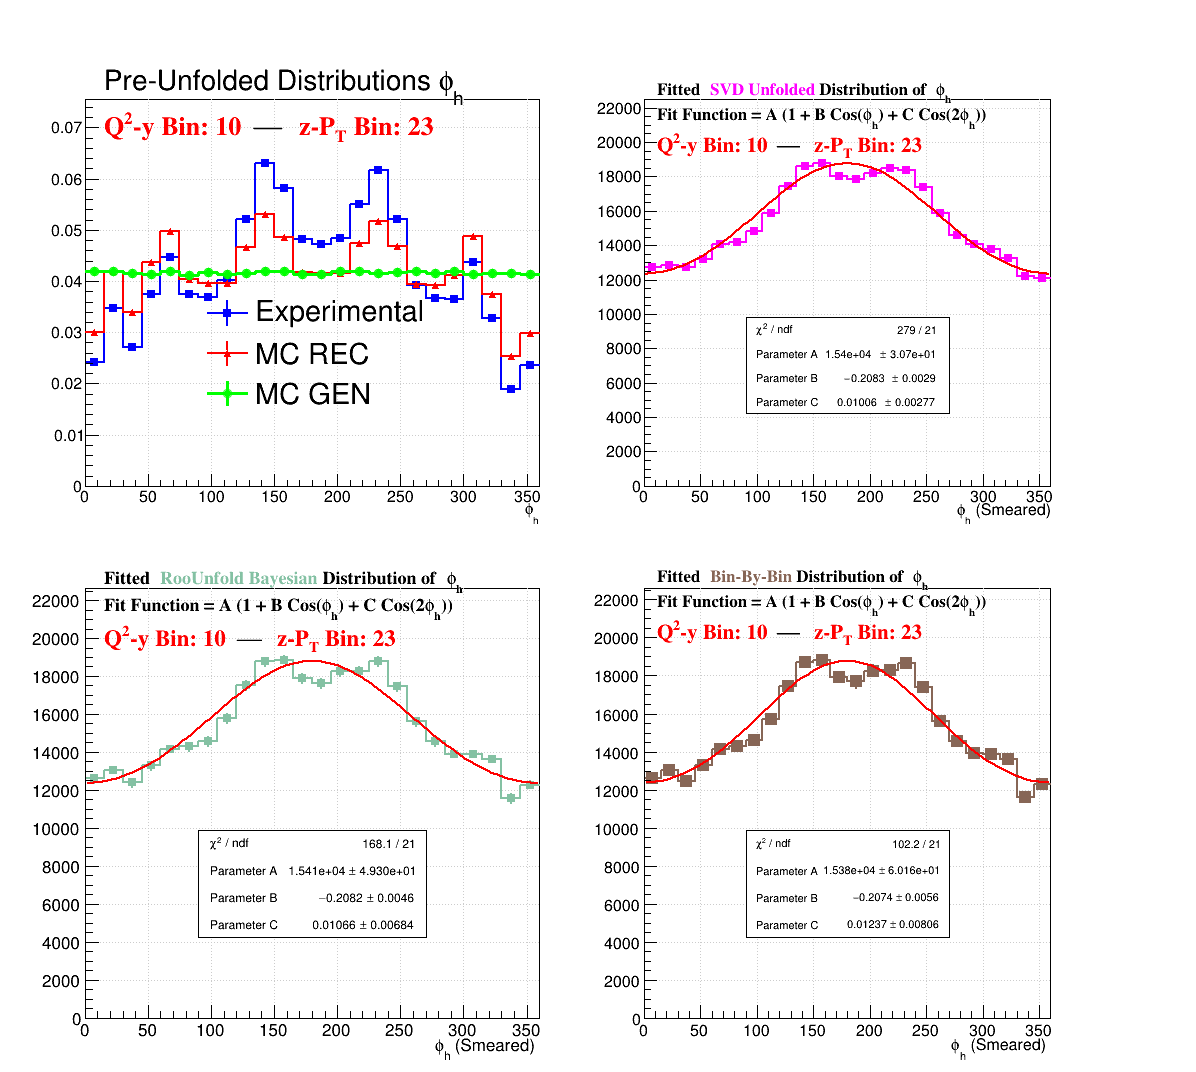 Pre-Unfolded Distributions ϕh
Q2-y Bin: 10 — z-PT Bin: 23
0.07
0.06
0.05
0.04
0.03
0.02
0.01
0
Experimental
MC REC
MC GEN
0 50 100 150 200 250 300 350
ϕh
Fitted SVD Unfolded Distribution of ϕh
Fit Function = A (1 + B Cos(ϕh) + C Cos(2ϕh))
Q2-y Bin: 10 — z-PT Bin: 23
22000
20000
18000
16000
14000
12000
10000
8000
6000
4000
2000
0
χ2 / ndf 279 / 21
Parameter A 1.54e+04 ± 3.07e+01
Parameter B −0.2083 ± 0.0029
Parameter C 0.01006 ± 0.00277
0 50 100 150 200 250 300 350
ϕh (Smeared)
Fitted RooUnfold Bayesian Distribution of ϕh
Fit Function = A (1 + B Cos(ϕh) + C Cos(2ϕh))
Q2-y Bin: 10 — z-PT Bin: 23
22000
20000
18000
16000
14000
12000
10000
8000
6000
4000
2000
0
χ2 / ndf 168.1 / 21
Parameter A 1.541e+04 ± 4.930e+01
Parameter B −0.2082 ± 0.0046
Parameter C 0.01066 ± 0.00684
0 50 100 150 200 250 300 350
ϕh (Smeared)
Fitted Bin-By-Bin Distribution of ϕh
Fit Function = A (1 + B Cos(ϕh) + C Cos(2ϕh))
Q2-y Bin: 10 — z-PT Bin: 23
22000
20000
18000
16000
14000
12000
10000
8000
6000
4000
2000
0
χ2 / ndf 102.2 / 21
Parameter A 1.538e+04 ± 6.016e+01
Parameter B −0.2074 ± 0.0056
Parameter C 0.01237 ± 0.00806
0 50 100 150 200 250 300 350
ϕh (Smeared)